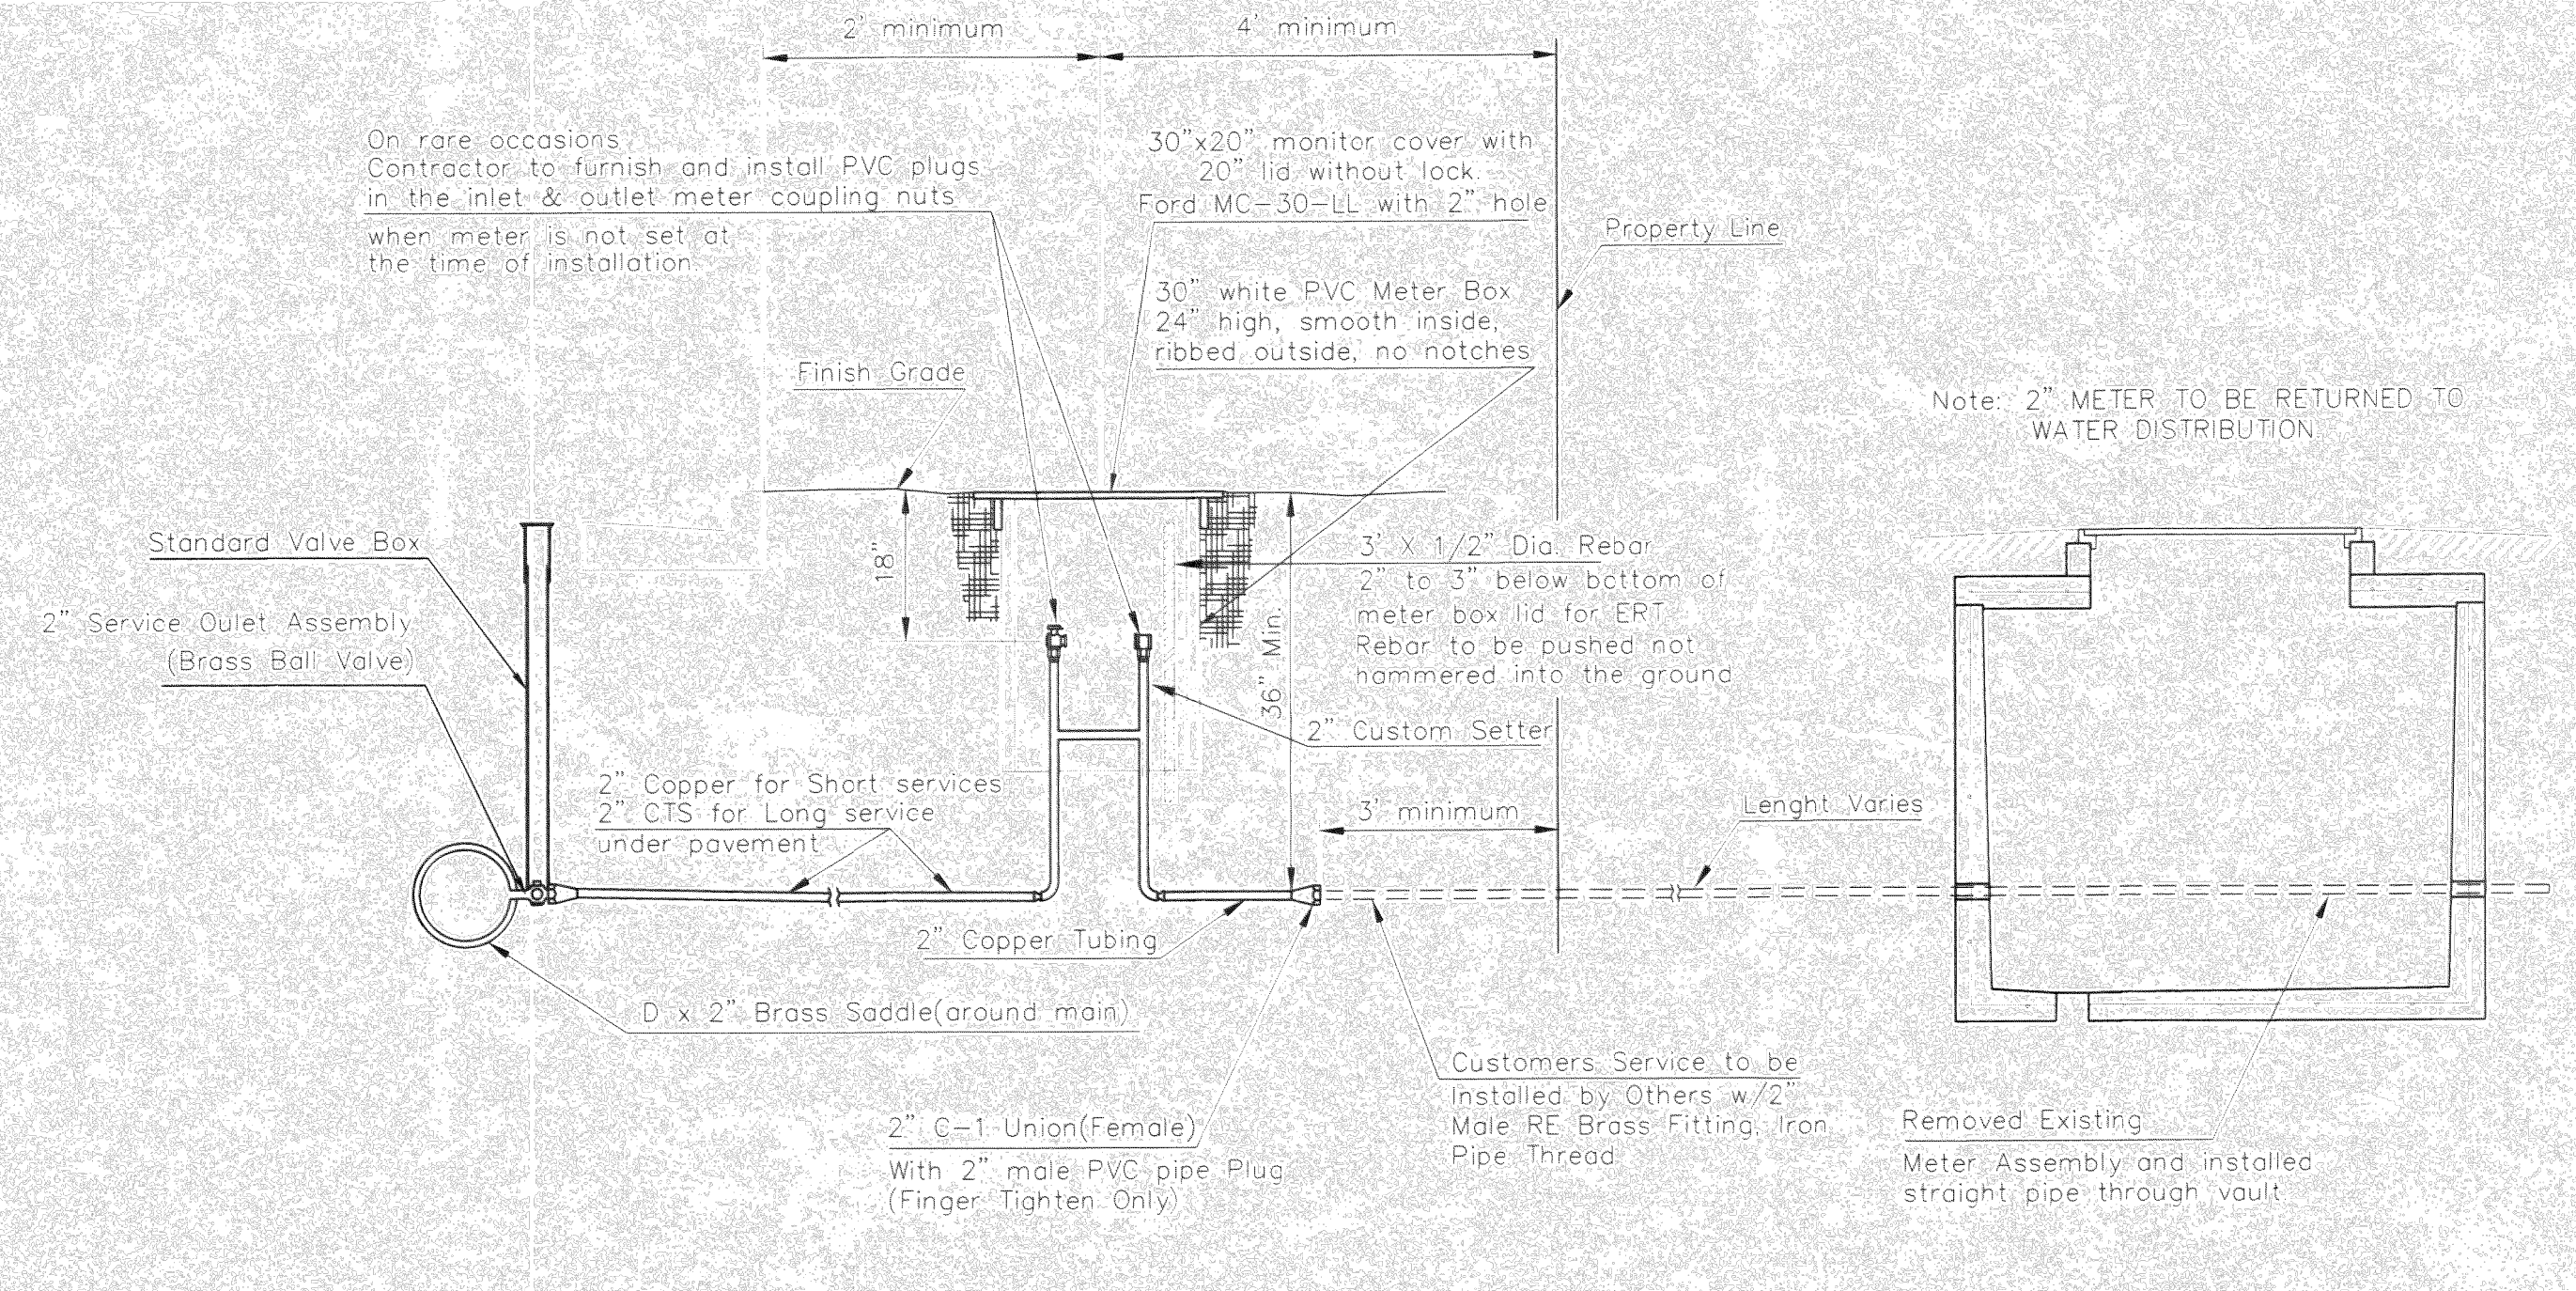 2' minimum
4' minimum
On rare occasions
Contractor to furnish and install PVC plugs
in the inlet & outlet meter coupling nuts
when meter is not set at
the time of installation.
30"x20" monitor cover with
20" lid without lock.
Ford MC-30-LL with 2" hole
Property Line
30" white PVC Meter Box
24" high, smooth inside,
ribbed outside, no notches
Finish Grade
Note: 2" METER TO BE RETURNED TO
WATER DISTRIBUTION
Standard Valve Box
18"
3' X 1/2" Dia. Rebar
2" to 3" below bottom of
meter box lid for ERT
Rebar to be pushed not
hammered into the ground
36" Min.
2" Service Oulet Assembly
(Brass Ball Valve)
2" Custom Setter
2" Copper for Short services
2" CTS for Long service
under pavement
3' minimum
Lenght Varies
2" Copper Tubing
D x 2" Brass Saddle(around main)
Customers Service to be
Installed by Others w/2"
Male RE Brass Fitting, Iron
Pipe Thread
2" C-1 Union(Female)
With 2" male PVC pipe Plug
(Finger Tighten Only)
Removed Existing
Meter Assembly and installed
straight pipe through vault.